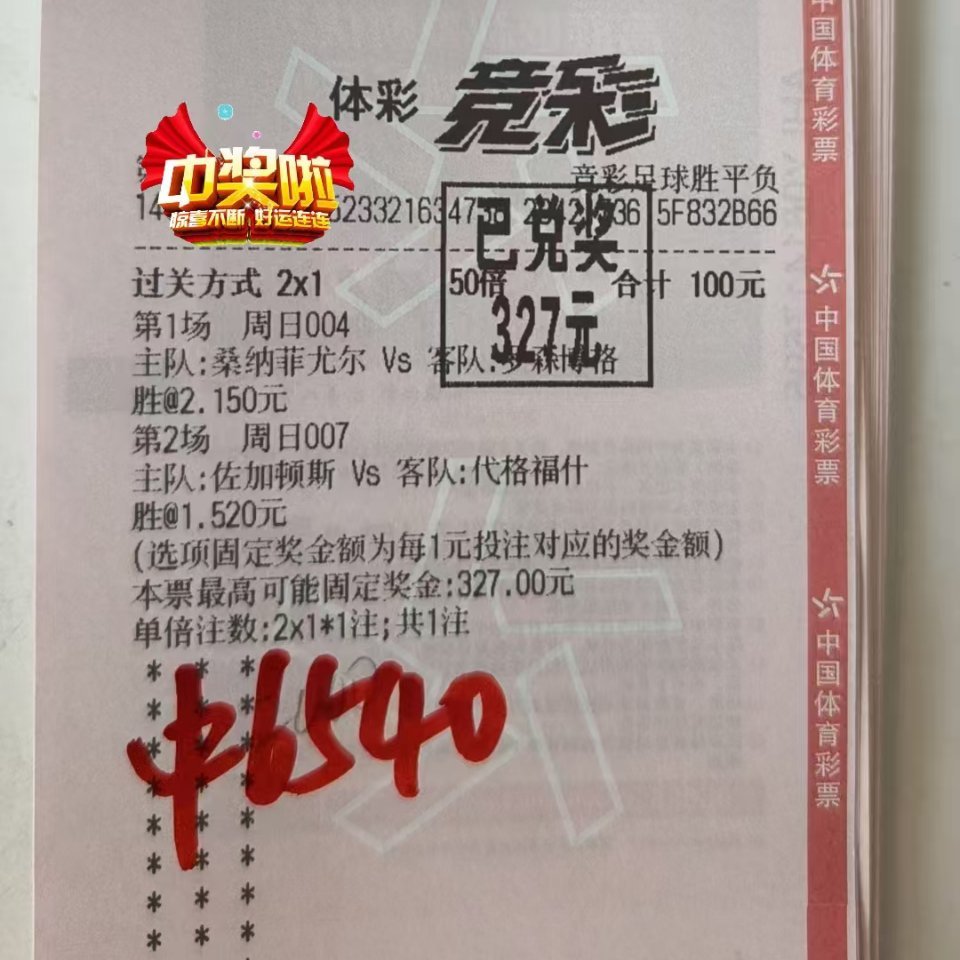 体彩 竞彩
中奖啦
惊喜不断 好运连连
竞彩足球胜平负
14 523321634 5F832B66
已兑奖
327元
过关方式 2x1 50倍 合计 100元
第1场 周日004
主队:桑纳菲尤尔 Vs 客队:罗森博格
胜@2.150元
第2场 周日007
主队:佐加顿斯 Vs 客队:代格福什
胜@1.520元
(选项固定奖金额为每1元投注对应的奖金额)
本票最高可能固定奖金:327.00元
单倍注数:2x1*1注;共1注
* * *
* * *
* * *
* * *
* * *
* * *
* * *
* * *
中6540
中国体育彩票
中国体育彩票
中国体育彩票